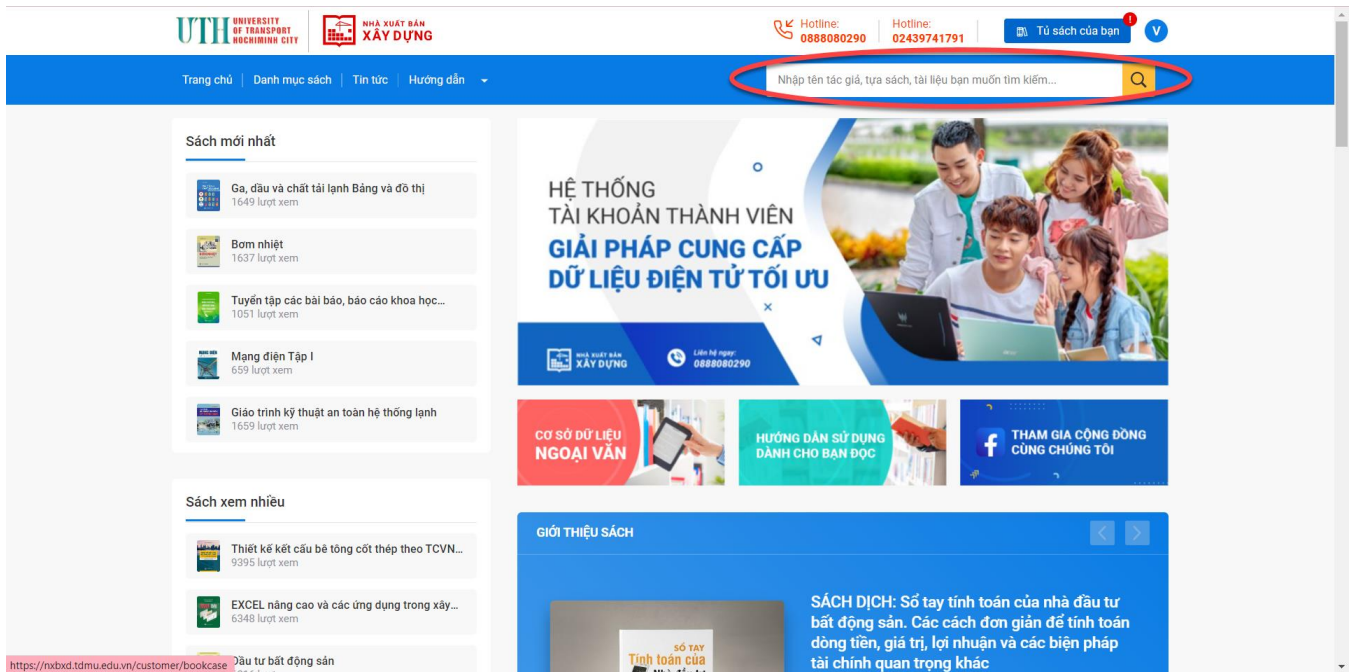 UTH UNIVERSITY
OF TRANSPORT
HOCHIMINH CITY
NHÀ XUẤT BẢN
XÂY DỰNG
Hotline:
0888080290
Hotline:
02439741791
Tủ sách của bạn
!
V
Trang chủ
Danh mục sách
Tin tức
Hướng dẫn
Nhập tên tác giả, tựa sách, tài liệu bạn muốn tìm kiếm...
Sách mới nhất
Ga, dầu và chất tải lạnh Bảng và đồ thị
1649 lượt xem
Bơm nhiệt
1637 lượt xem
Tuyển tập các bài báo, báo cáo khoa học...
1051 lượt xem
Mạng điện Tập I
659 lượt xem
Giáo trình kỹ thuật an toàn hệ thống lạnh
1659 lượt xem
Sách xem nhiều
Thiết kế kết cấu bê tông cốt thép theo TCVN...
9395 lượt xem
EXCEL nâng cao và các ứng dụng trong xây...
6348 lượt xem
Đầu tư bất động sản
HỆ THỐNG
TÀI KHOẢN THÀNH VIÊN
GIẢI PHÁP CUNG CẤP
DỮ LIỆU ĐIỆN TỬ TỐI ƯU
NHÀ XUẤT BẢN
XÂY DỰNG
Liên hệ ngay:
0888080290
CƠ SỞ DỮ LIỆU
NGOẠI VĂN
HƯỚNG DẪN SỬ DỤNG
DÀNH CHO BẠN ĐỌC
THAM GIA CỘNG ĐỒNG
CÙNG CHÚNG TÔI
GIỚI THIỆU SÁCH
SỔ TAY
Tính toán của
SÁCH DỊCH: Sổ tay tính toán của nhà đầu tư
bất động sản. Các cách đơn giản để tính toán
dòng tiền, giá trị, lợi nhuận và các biện pháp
tài chính quan trọng khác
https://nxbxd.tdmu.edu.vn/customer/bookcase